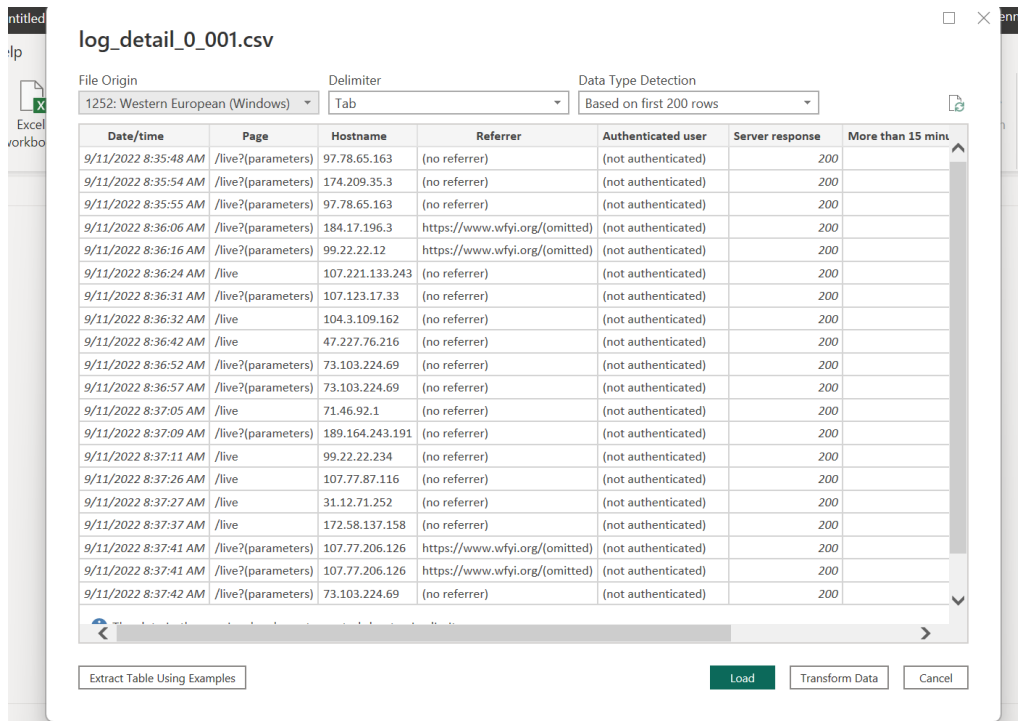 ntitled
elp
Excel
workbo
enn
log_detail_0_001.csv
File Origin Delimiter Data Type Detection
1252: Western European (Windows) Tab Based on first 200 rows
Date/time Page Hostname Referrer Authenticated user Server response More than 15 minu
9/11/2022 8:35:48 AM /live?(parameters) 97.78.65.163 (no referrer) (not authenticated) 200
9/11/2022 8:35:54 AM /live?(parameters) 174.209.35.3 (no referrer) (not authenticated) 200
9/11/2022 8:35:55 AM /live?(parameters) 97.78.65.163 (no referrer) (not authenticated) 200
9/11/2022 8:36:06 AM /live?(parameters) 184.17.196.3 https://www.wfyi.org/(omitted) (not authenticated) 200
9/11/2022 8:36:16 AM /live?(parameters) 99.22.22.12 https://www.wfyi.org/(omitted) (not authenticated) 200
9/11/2022 8:36:24 AM /live 107.221.133.243 (no referrer) (not authenticated) 200
9/11/2022 8:36:31 AM /live?(parameters) 107.123.17.33 (no referrer) (not authenticated) 200
9/11/2022 8:36:32 AM /live 104.3.109.162 (no referrer) (not authenticated) 200
9/11/2022 8:36:42 AM /live 47.227.76.216 (no referrer) (not authenticated) 200
9/11/2022 8:36:52 AM /live?(parameters) 73.103.224.69 (no referrer) (not authenticated) 200
9/11/2022 8:36:57 AM /live?(parameters) 73.103.224.69 (no referrer) (not authenticated) 200
9/11/2022 8:37:05 AM /live 71.46.92.1 (no referrer) (not authenticated) 200
9/11/2022 8:37:09 AM /live?(parameters) 189.164.243.191 (no referrer) (not authenticated) 200
9/11/2022 8:37:11 AM /live 99.22.22.234 (no referrer) (not authenticated) 200
9/11/2022 8:37:26 AM /live 107.77.87.116 (no referrer) (not authenticated) 200
9/11/2022 8:37:27 AM /live 31.12.71.252 (no referrer) (not authenticated) 200
9/11/2022 8:37:37 AM /live 172.58.137.158 (no referrer) (not authenticated) 200
9/11/2022 8:37:41 AM /live?(parameters) 107.77.206.126 https://www.wfyi.org/(omitted) (not authenticated) 200
9/11/2022 8:37:41 AM /live?(parameters) 107.77.206.126 https://www.wfyi.org/(omitted) (not authenticated) 200
9/11/2022 8:37:42 AM /live?(parameters) 73.103.224.69 (no referrer) (not authenticated) 200
Extract Table Using Examples Load Transform Data Cancel